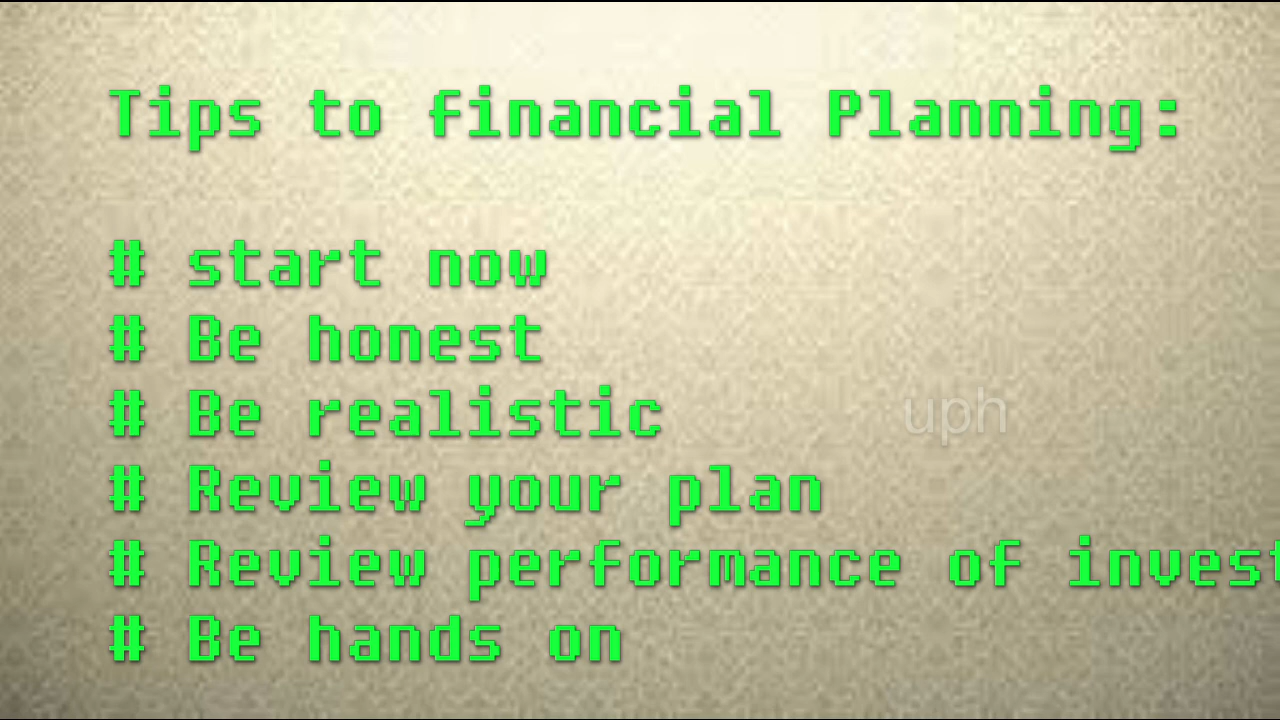 Tips to financial Planning:
# start now
# Be honest
# Be realistic
uph
# Review your plan
# Review performance of invest
# Be hands on